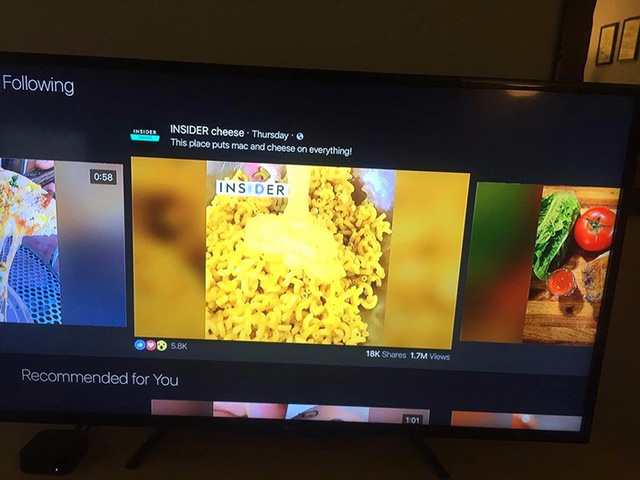 Following
INSIDER
INSIDER cheese · Thursday ·
This place puts mac and cheese on everything!
0:58
INSIDER
5.8K
18K Shares 1.7M Views
Recommended for You
1:01